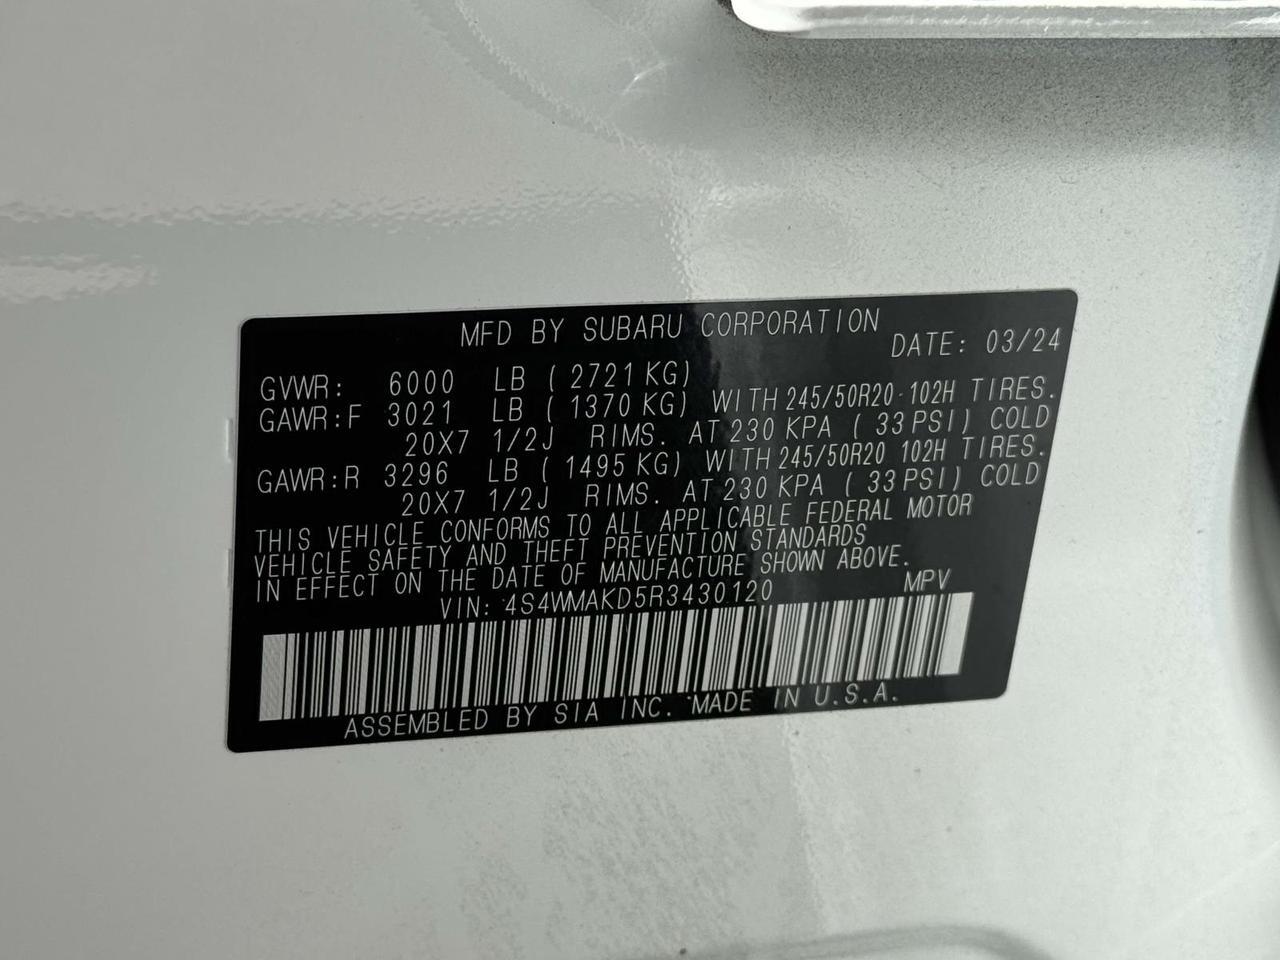 MFD BY SUBARU CORPORATION
DATE: 03/24
GVWR: 6000 LB ( 2721 KG)
GAWR:F 3021 LB ( 1370 KG) WITH 245/50R20 102H TIRES.
20X7 1/2J RIMS. AT 230 KPA ( 33 PSI) COLD
GAWR:R 3296 LB ( 1495 KG) WITH 245/50R20 102H TIRES.
20X7 1/2J RIMS. AT 230 KPA ( 33 PSI) COLD
THIS VEHICLE CONFORMS TO ALL APPLICABLE FEDERAL MOTOR
VEHICLE SAFETY AND THEFT PREVENTION STANDARDS
IN EFFECT ON THE DATE OF MANUFACTURE SHOWN ABOVE.
VIN: 4S4WMAKD5R3430120 MPV
ASSEMBLED BY SIA INC. MADE IN U.S.A.